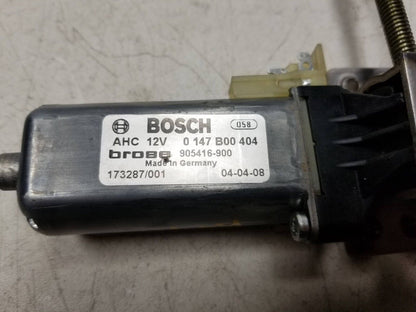 BOSCH 058
AHC 12V 0 147 B00 404
brose 905416-900
Made in Germany
173287/001 04-04-08